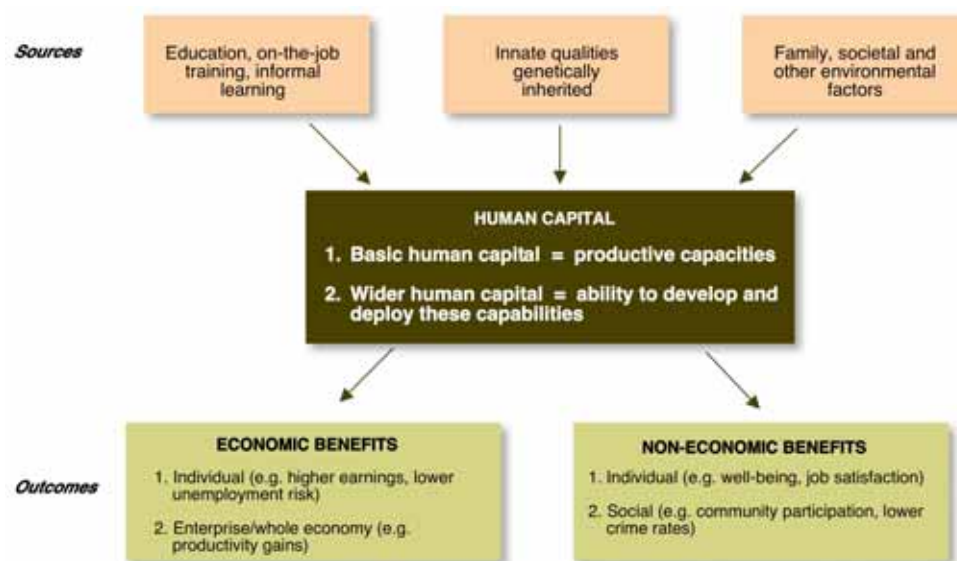 Sources
Education, on-the-job
training, informal
learning
Innate qualities
genetically
inherited
Family, societal and
other environmental
factors
HUMAN CAPITAL
1. Basic human capital = productive capacities
2. Wider human capital = ability to develop and
deploy these capabilities
Outcomes
ECONOMIC BENEFITS
1. Individual (e.g. higher earnings, lower
unemployment risk)
2. Enterprise/whole economy (e.g.
productivity gains)
NON-ECONOMIC BENEFITS
1. Individual (e.g. well-being, job satisfaction)
2. Social (e.g. community participation, lower
crime rates)